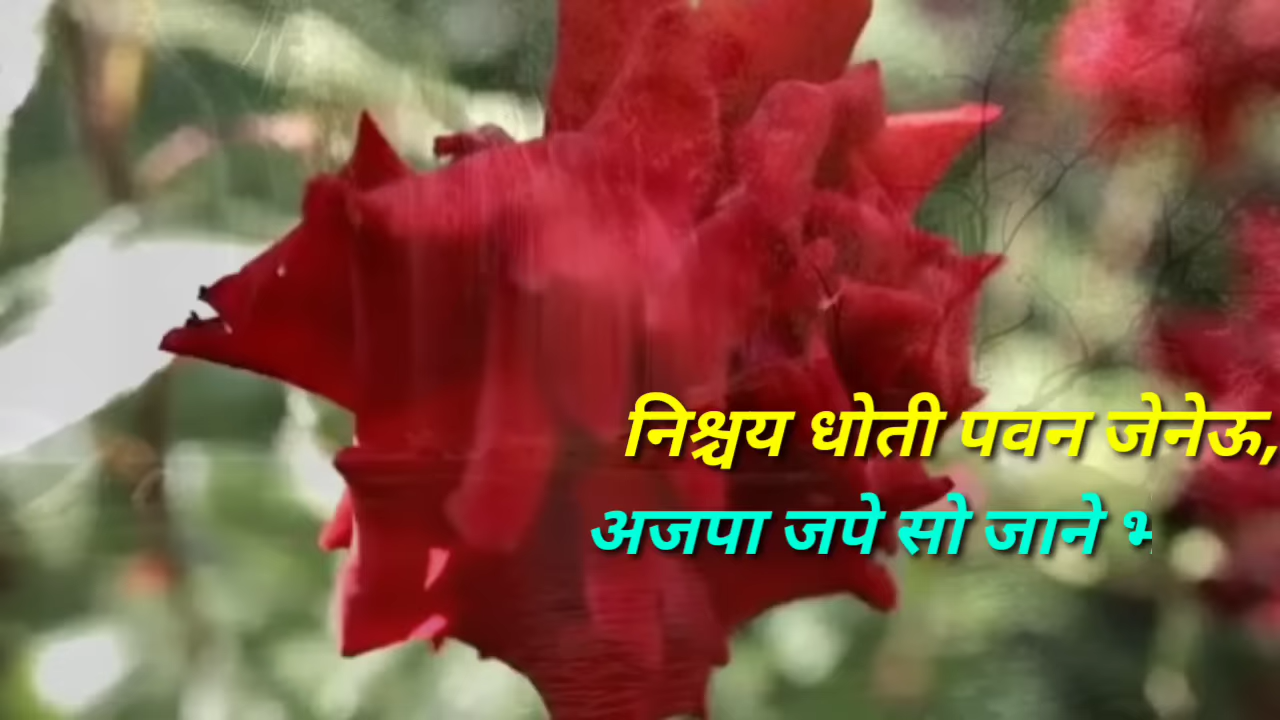 निश्चय धोती पवन जेनेऊ,
अजपा जपे सो जाने